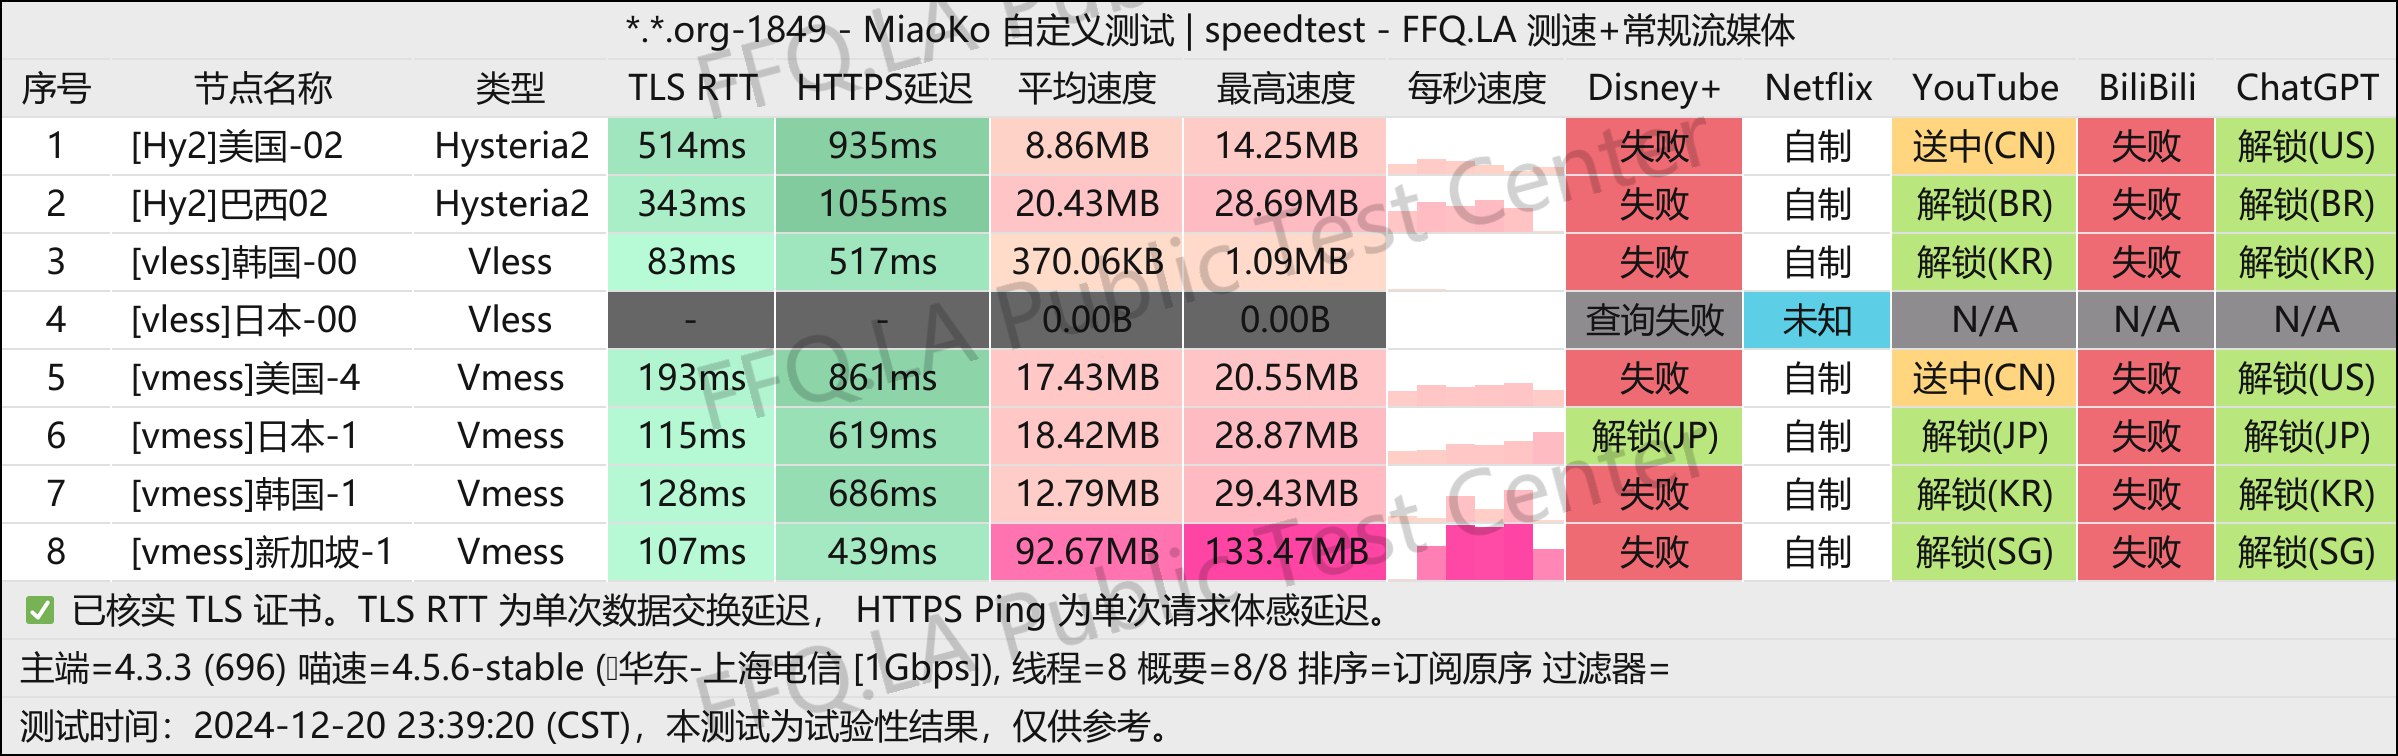 *.*.org-1849 - MiaoKo 自定义测试 | speedtest - FFQ.LA 测速+常规流媒体
序号 节点名称 类型 TLS RTT HTTPS延迟 平均速度 最高速度 每秒速度 Disney+ Netflix YouTube BiliBili ChatGPT
1 [Hy2]美国-02 Hysteria2 514ms 935ms 8.86MB 14.25MB 失败 自制 送中(CN) 失败 解锁(US)
2 [Hy2]巴西02 Hysteria2 343ms 1055ms 20.43MB 28.69MB 失败 自制 解锁(BR) 失败 解锁(BR)
3 [vless]韩国-00 Vless 83ms 517ms 370.06KB 1.09MB 失败 自制 解锁(KR) 失败 解锁(KR)
4 [vless]日本-00 Vless - - 0.00B 0.00B 查询失败 未知 N/A N/A N/A
5 [vmess]美国-4 Vmess 193ms 861ms 17.43MB 20.55MB 失败 自制 送中(CN) 失败 解锁(US)
6 [vmess]日本-1 Vmess 115ms 619ms 18.42MB 28.87MB 解锁(JP) 自制 解锁(JP) 失败 解锁(JP)
7 [vmess]韩国-1 Vmess 128ms 686ms 12.79MB 29.43MB 失败 自制 解锁(KR) 失败 解锁(KR)
8 [vmess]新加坡-1 Vmess 107ms 439ms 92.67MB 133.47MB 失败 自制 解锁(SG) 失败 解锁(SG)
✅ 已核实 TLS 证书。TLS RTT 为单次数据交换延迟， HTTPS Ping 为单次请求体感延迟。
主端=4.3.3 (696) 喵速=4.5.6-stable (华东-上海电信 [1Gbps]), 线程=8 概要=8/8 排序=订阅原序 过滤器=
测试时间：2024-12-20 23:39:20 (CST)，本测试为试验性结果，仅供参考。
FFQ.LA Public Test Center
FFQ.LA Public Test Center
FFQ.LA Public Test Center